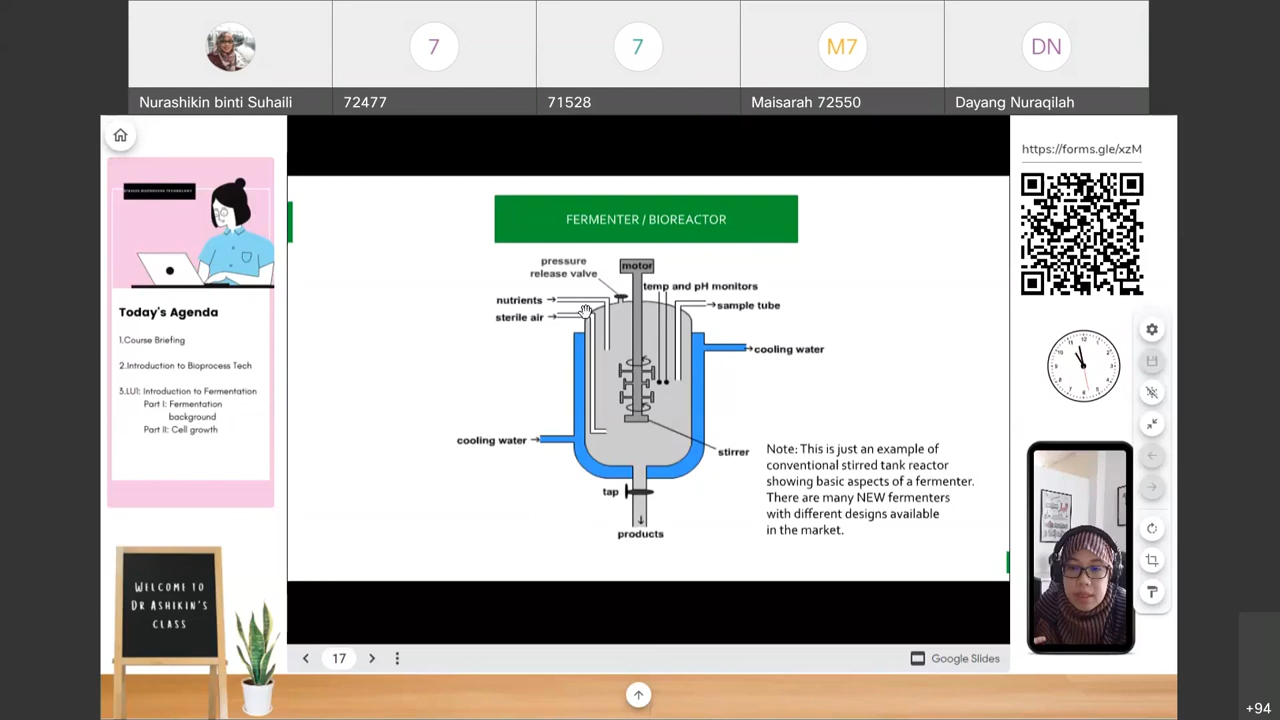 7
7
M7
DN
Nurashikin binti Suhaili
72477
71528
Maisarah 72550
Dayang Nuraqilah
BIOPROCESS TECHNOLOGY
Today's Agenda
1.Course Briefing
2.Introduction to Bioprocess Tech
3.LU1: Introduction to Fermentation
Part I: Fermentation
background
Part II: Cell growth
WELCOME TO
DR ASHIKIN'S
CLASS
FERMENTER / BIOREACTOR
pressure
release valve
motor
temp and pH monitors
nutrients
sample tube
sterile air
cooling water
cooling water
stirrer
tap
products
Note: This is just an example of
conventional stirred tank reactor
showing basic aspects of a fermenter.
There are many NEW fermenters
with different designs available
in the market.
17
Google Slides
https://forms.gle/xzM
+94